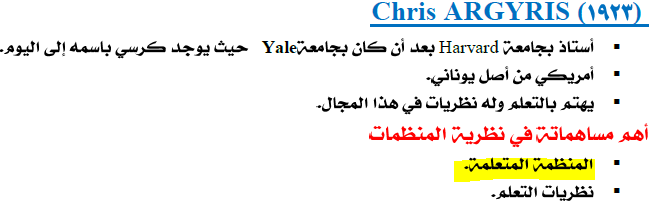 Chris ARGYRIS (١٩٢٣)
▪ أستاذ بجامعة Harvard بعد أن كان بجامعةYale حيث يوجد كرسي باسمه إلى اليوم.
▪ أمريكي من أصل يوناني.
▪ يهتم بالتعلم وله نظريات في هذا المجال.
أهم مساهماتة في نظرية المنظمات
▪ المنظمة المتعلمة.
▪ نظريات التعلم.